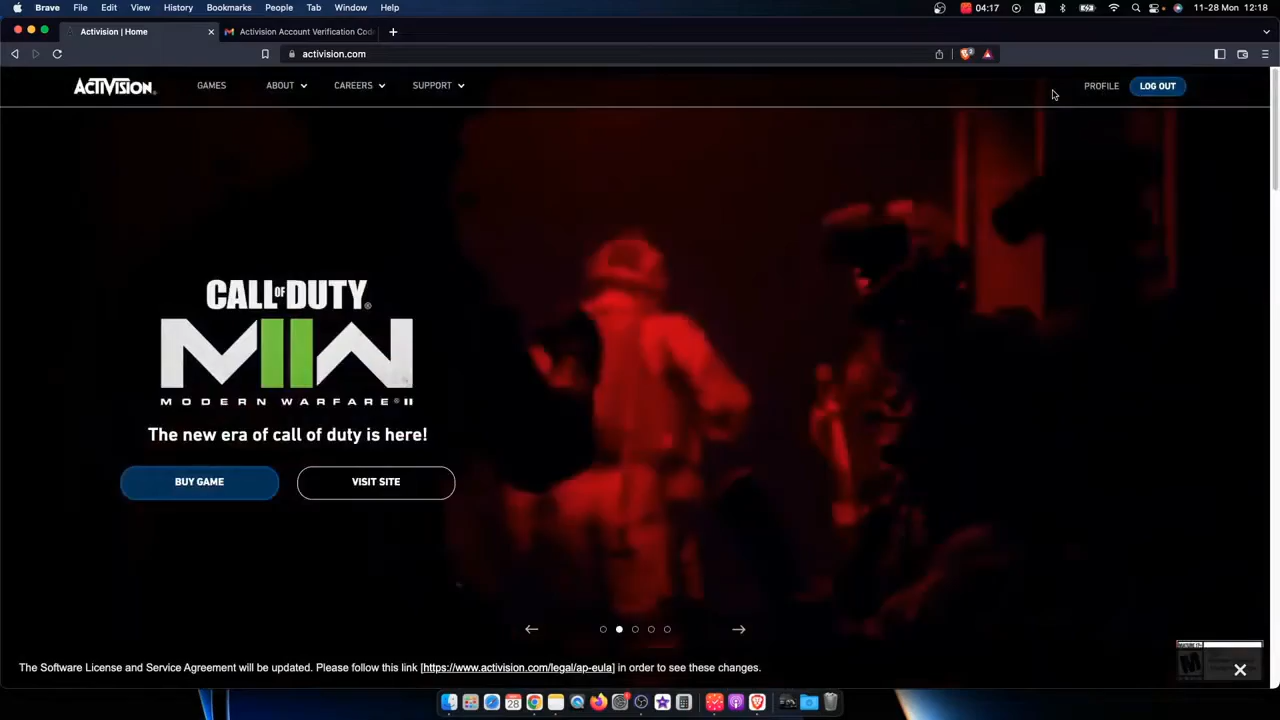 Brave File Edit View History Bookmarks People Tab Window Help 04:17 A 11-28 Mon 12:18
Activision | Home Activision Account Verification Cod
activision.com
ACTIVISION GAMES ABOUT CAREERS SUPPORT PROFILE LOG OUT
CALL OF DUTY®
MIIW
MODERN WARFARE® II
The new era of call of duty is here!
BUY GAME VISIT SITE
The Software License and Service Agreement will be updated. Please follow this link [https://www.activision.com/legal/ap-eula] in order to see these changes.
MATURE 17+
M
28